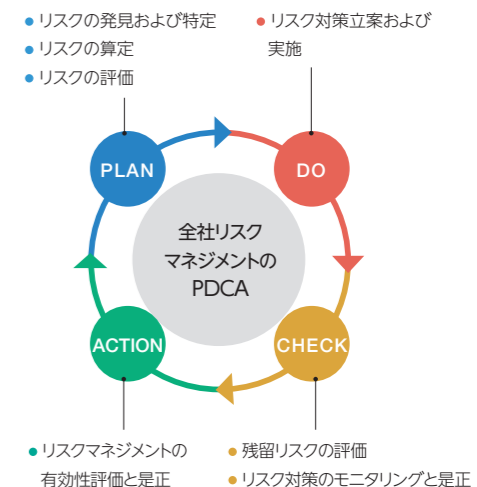 ● リスクの発見および特定
● リスクの算定
● リスクの評価
● リスク対策立案および
実施
PLAN
DO
全社リスク
マネジメントの
PDCA
ACTION
CHECK
● リスクマネジメントの
有効性評価と是正
● 残留リスクの評価
● リスク対策のモニタリングと是正